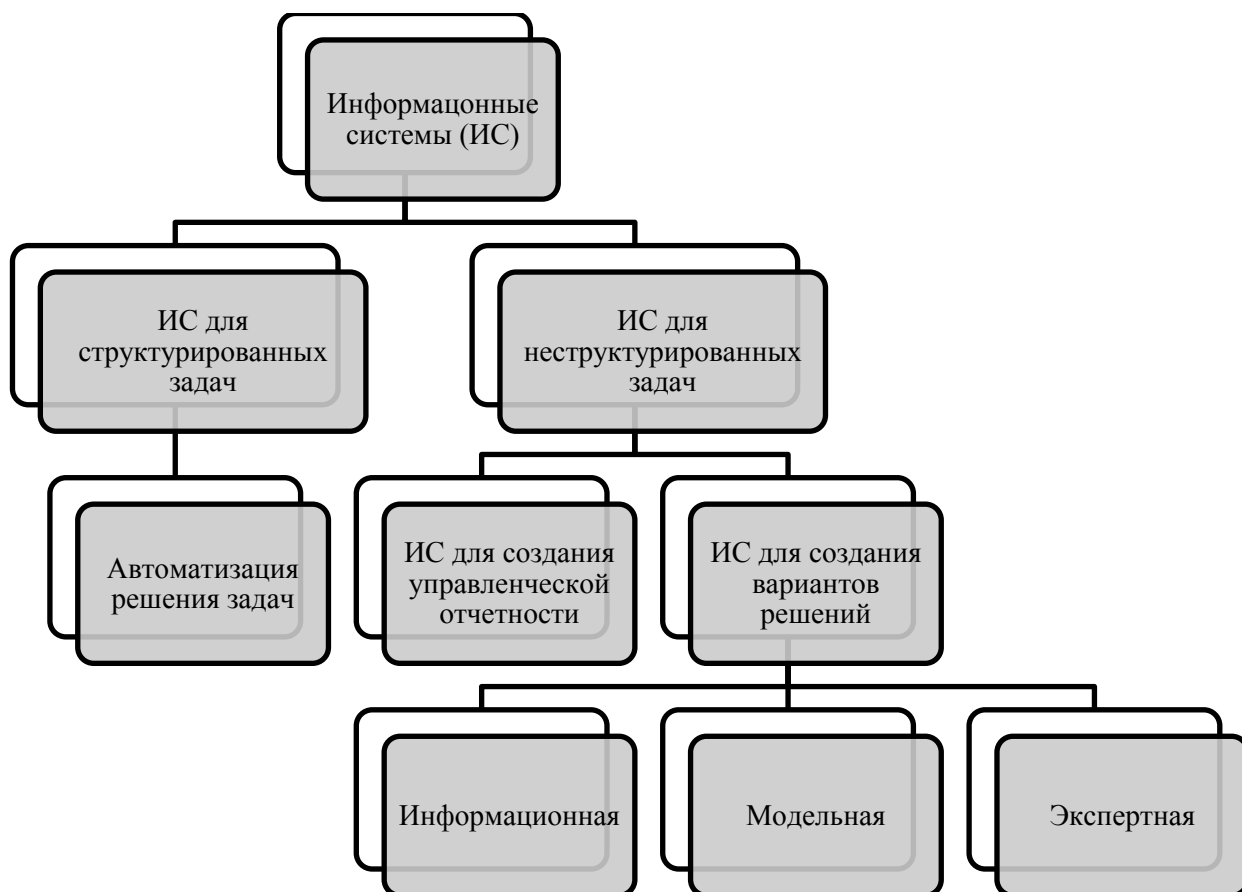 Информацонные
системы (ИС)
ИС для
структурированных
задач
ИС для
неструктурированных
задач
Автоматизация
решения задач
ИС для создания
управленческой
отчетности
ИС для создания
вариантов
решений
Информационная
Модельная
Экспертная